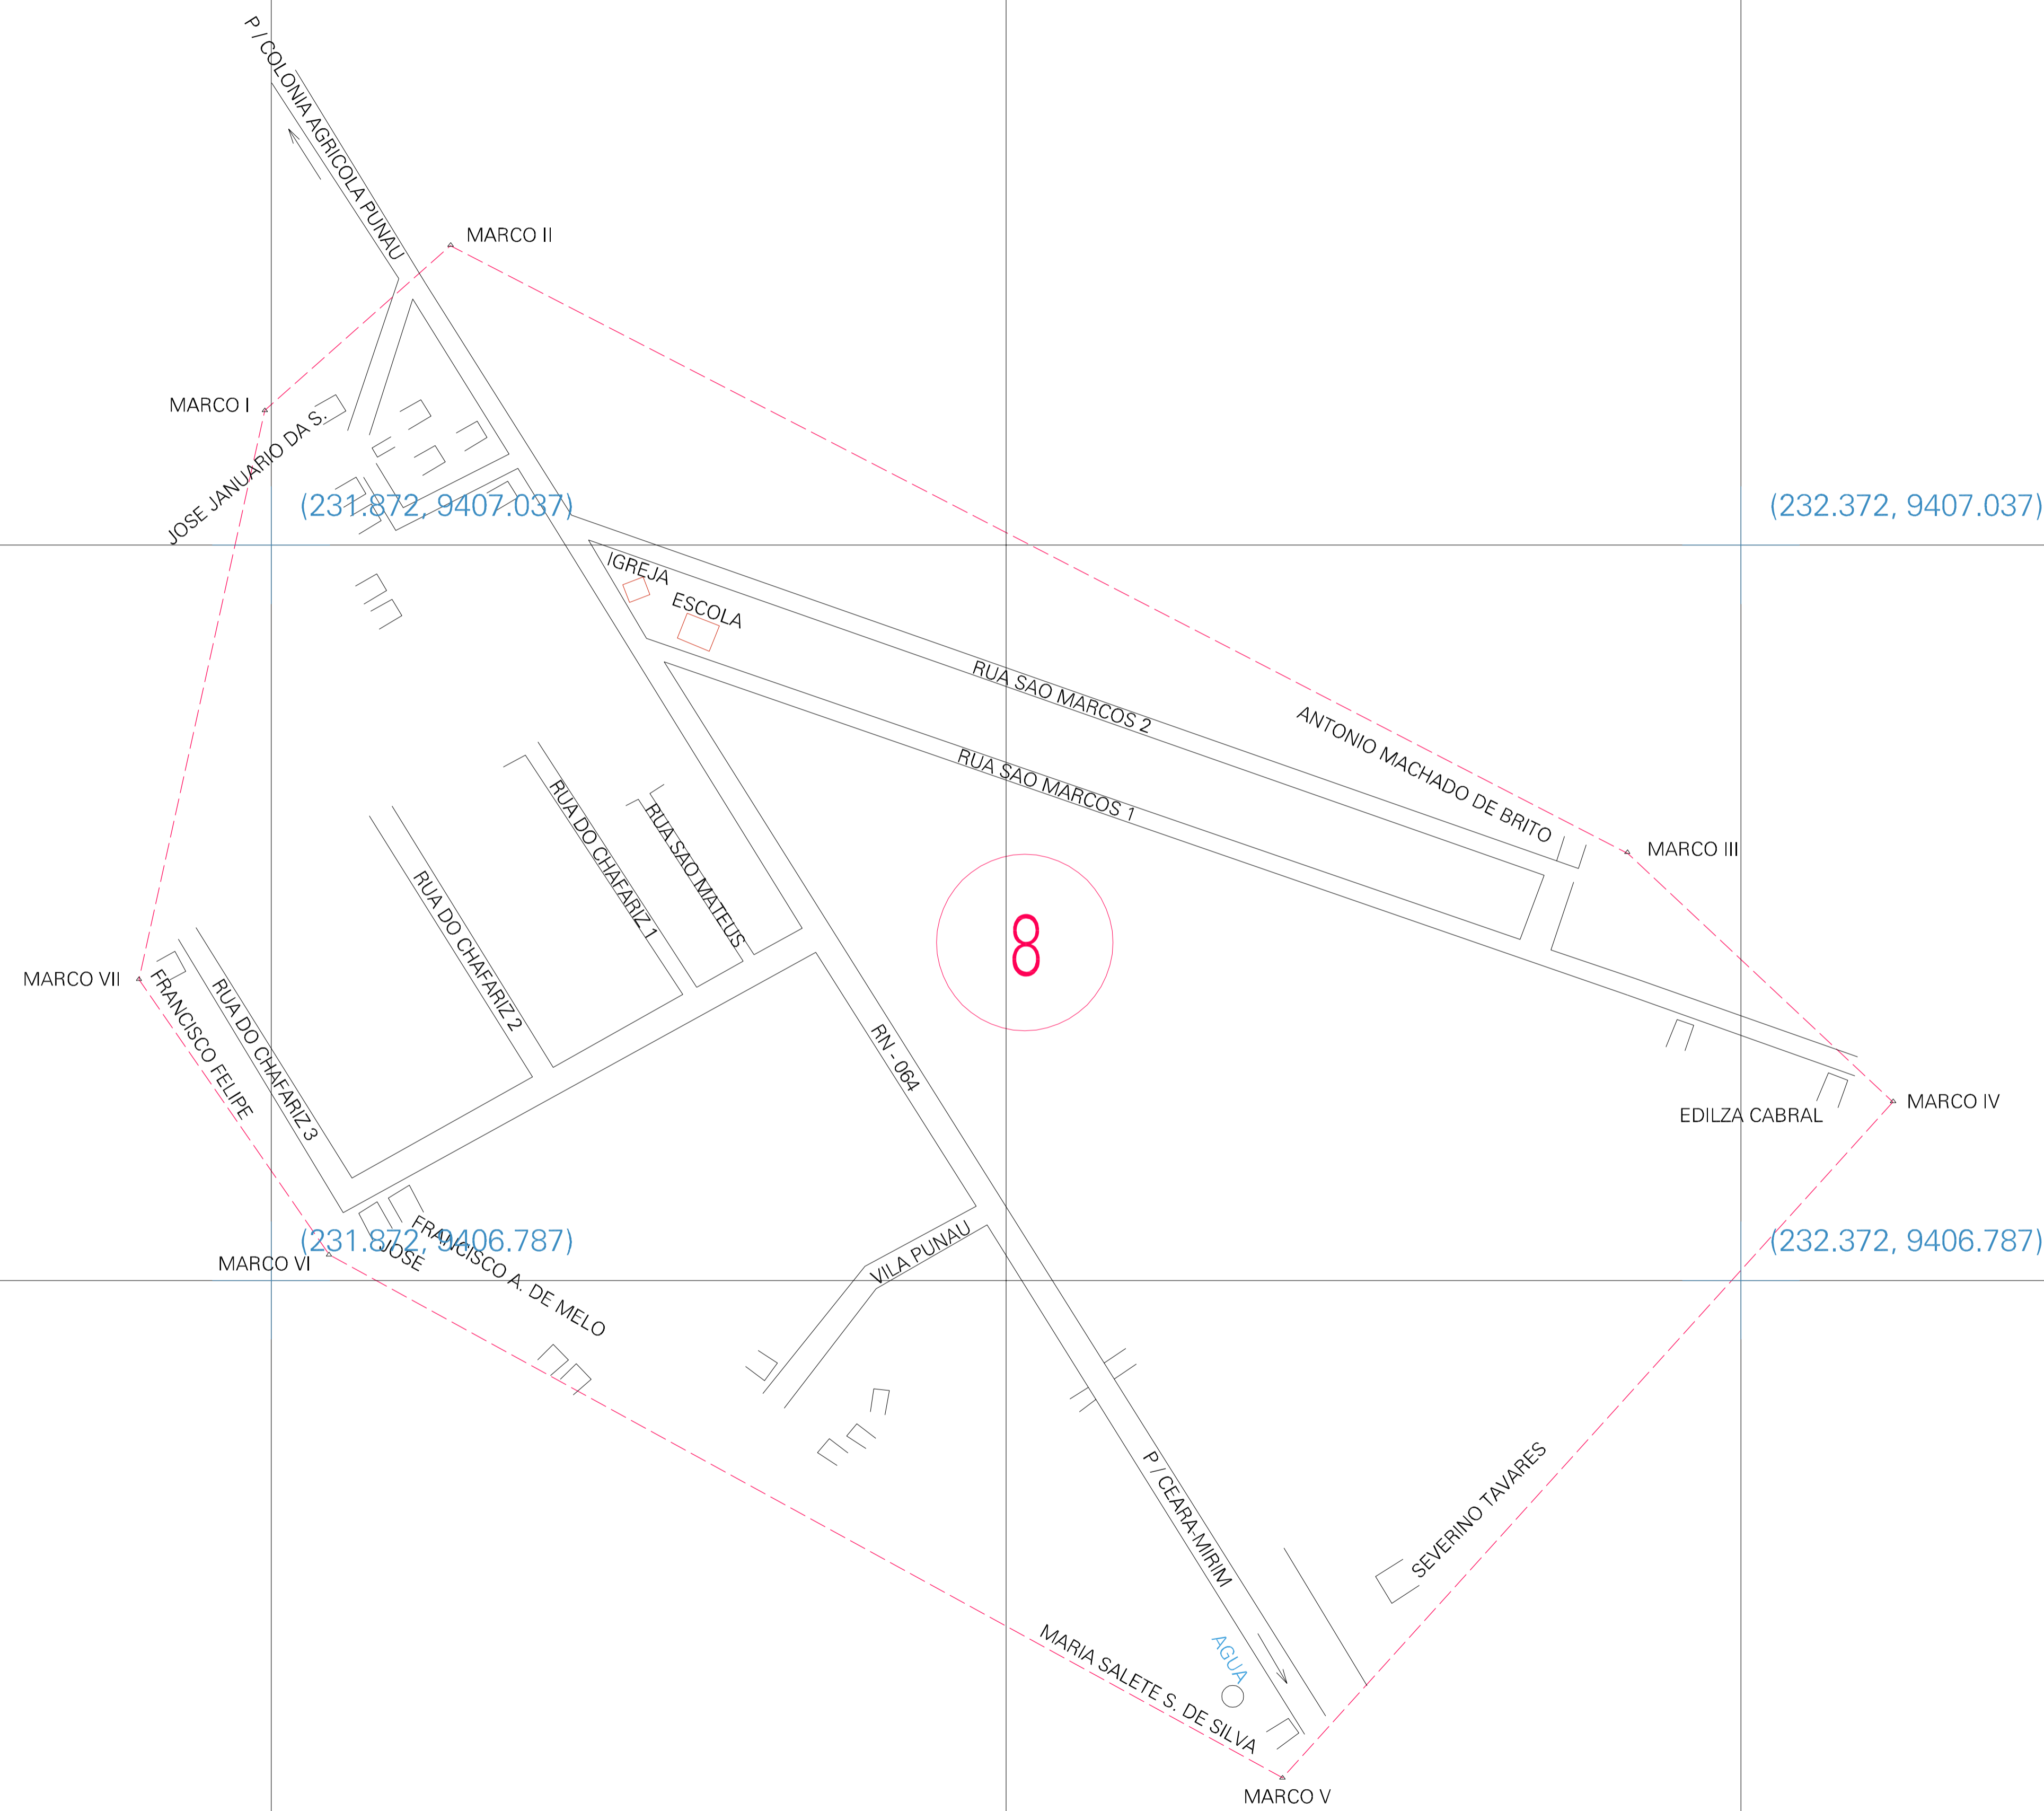 P / COLONIA AGRICOLA PUNAU
MARCO II
MARCO I
JOSE JANUARIO DA S.
(231.872, 9407.037)
(232.372, 9407.037)
IGREJA
ESCOLA
RUA SAO MARCOS 2
RUA SAO MARCOS 1
ANTONIO MACHADO DE BRITO
MARCO III
RUA DO CHAFARIZ 1
RUA SAO MATEUS
RUA DO CHAFARIZ 2
8
MARCO VII
FRANCISCO FELIPE
RUA DO CHAFARIZ 3
RN - 064
EDILZA CABRAL
MARCO IV
(231.872, 9406.787)
(232.372, 9406.787)
MARCO VI
JOSE
FRANCISCO A. DE MELO
VILA PUNAU
P / CEARA-MIRIM
SEVERINO TAVARES
AGUA
MARIA SALETE S. DE SILVA
MARCO V